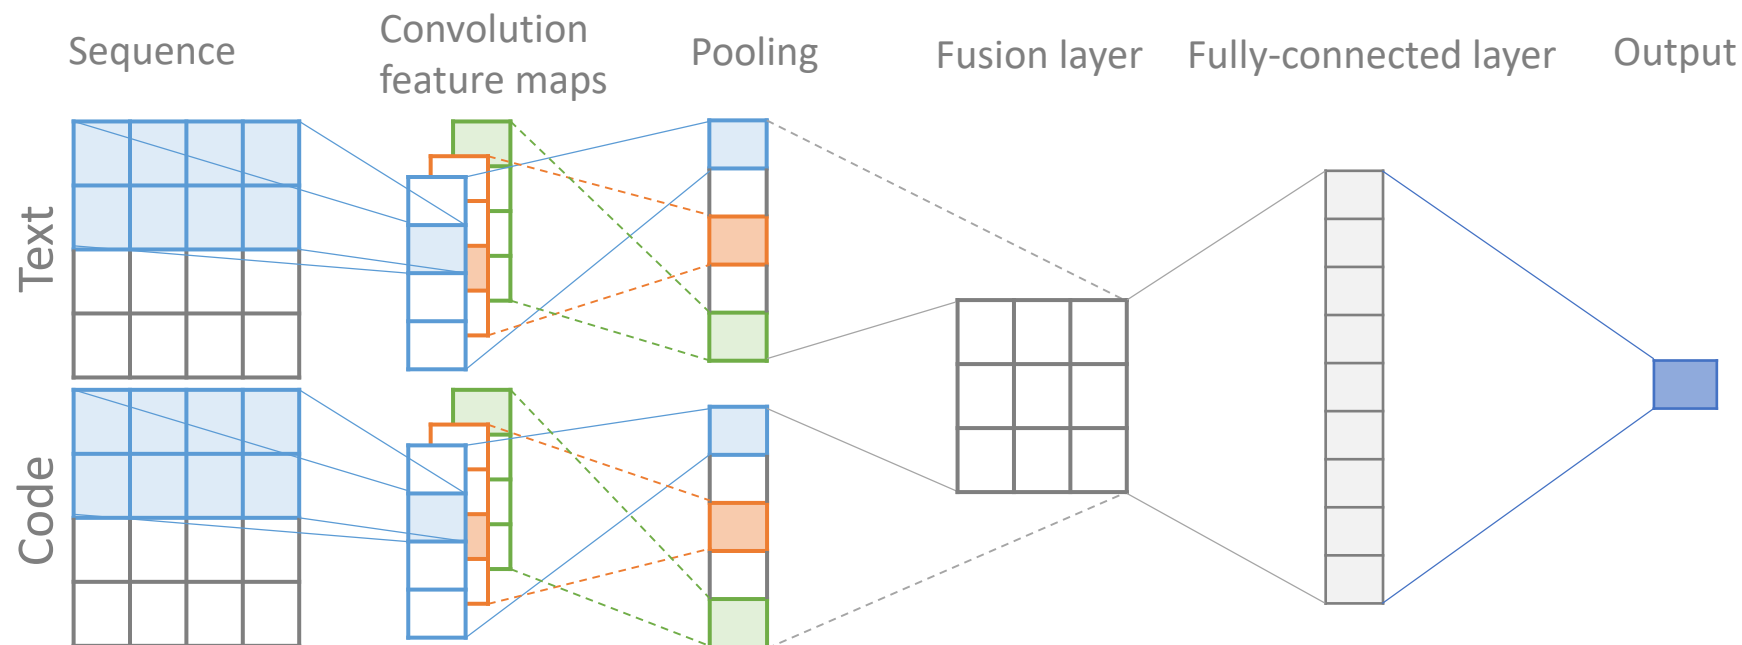 Sequence
Convolution
feature maps
Pooling
Fusion layer
Fully-connected layer
Output
Text
Code